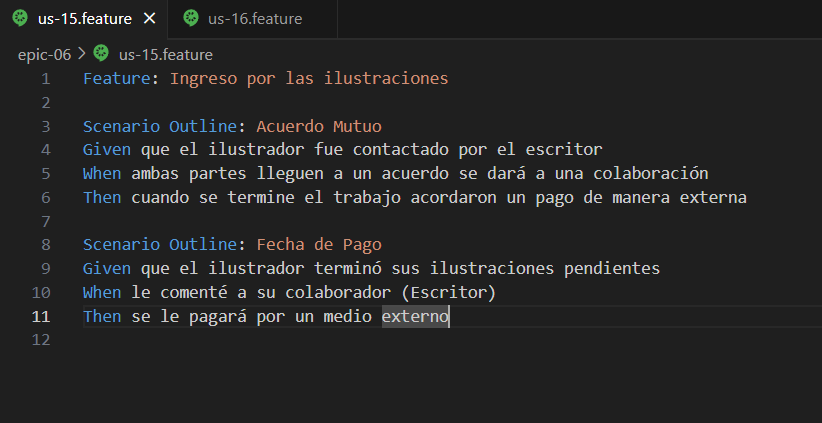 us-15.feature
us-16.feature
epic-06 > us-15.feature
1 Feature: Ingreso por las ilustraciones
2
3 Scenario Outline: Acuerdo Mutuo
4 Given que el ilustrador fue contactado por el escritor
5 When ambas partes lleguen a un acuerdo se dará a una colaboración
6 Then cuando se termine el trabajo acordaron un pago de manera externa
7
8 Scenario Outline: Fecha de Pago
9 Given que el ilustrador terminó sus ilustraciones pendientes
10 When le comenté a su colaborador (Escritor)
11 Then se le pagará por un medio externo
12